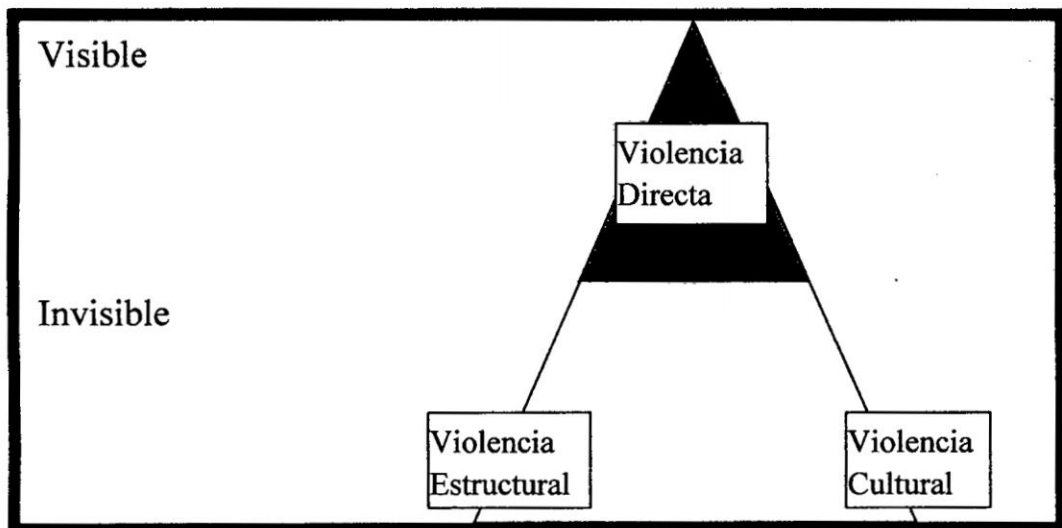 Visible
Violencia
Directa
Invisible
Violencia
Estructural
Violencia
Cultural